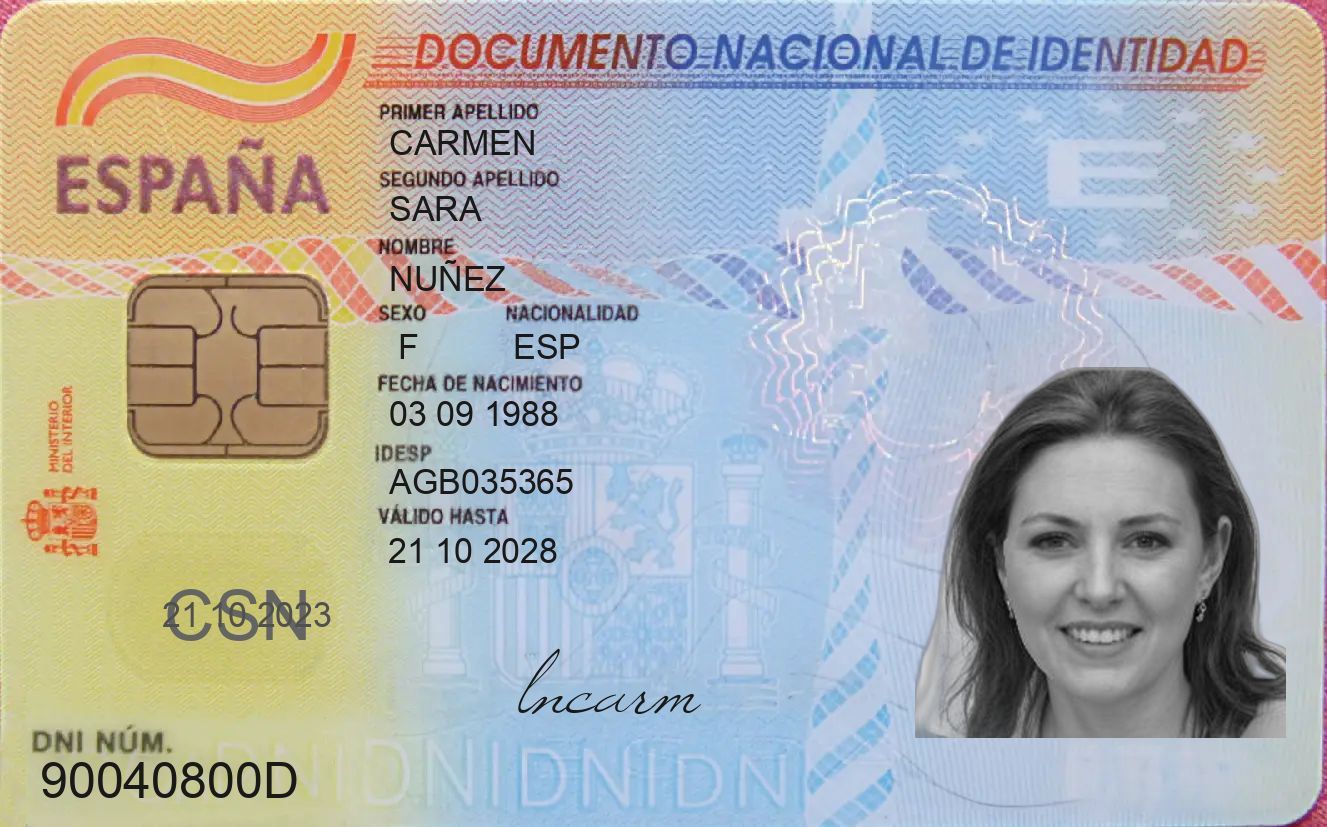 DOCUMENTO NACIONAL DE IDENTIDAD
ESPAÑA
PRIMER APELLIDO
CARMEN
SEGUNDO APELLIDO
SARA
NOMBRE
NUÑEZ
SEXO NACIONALIDAD
F ESP
FECHA DE NACIMIENTO
03 09 1988
IDESP
AGB035365
VÁLIDO HASTA
21 10 2028
MINISTERIO
DEL INTERIOR
E
CSN
21 10 2023
lncarm
DNI NÚM.
90040800D
DNIDNIDNIDNI